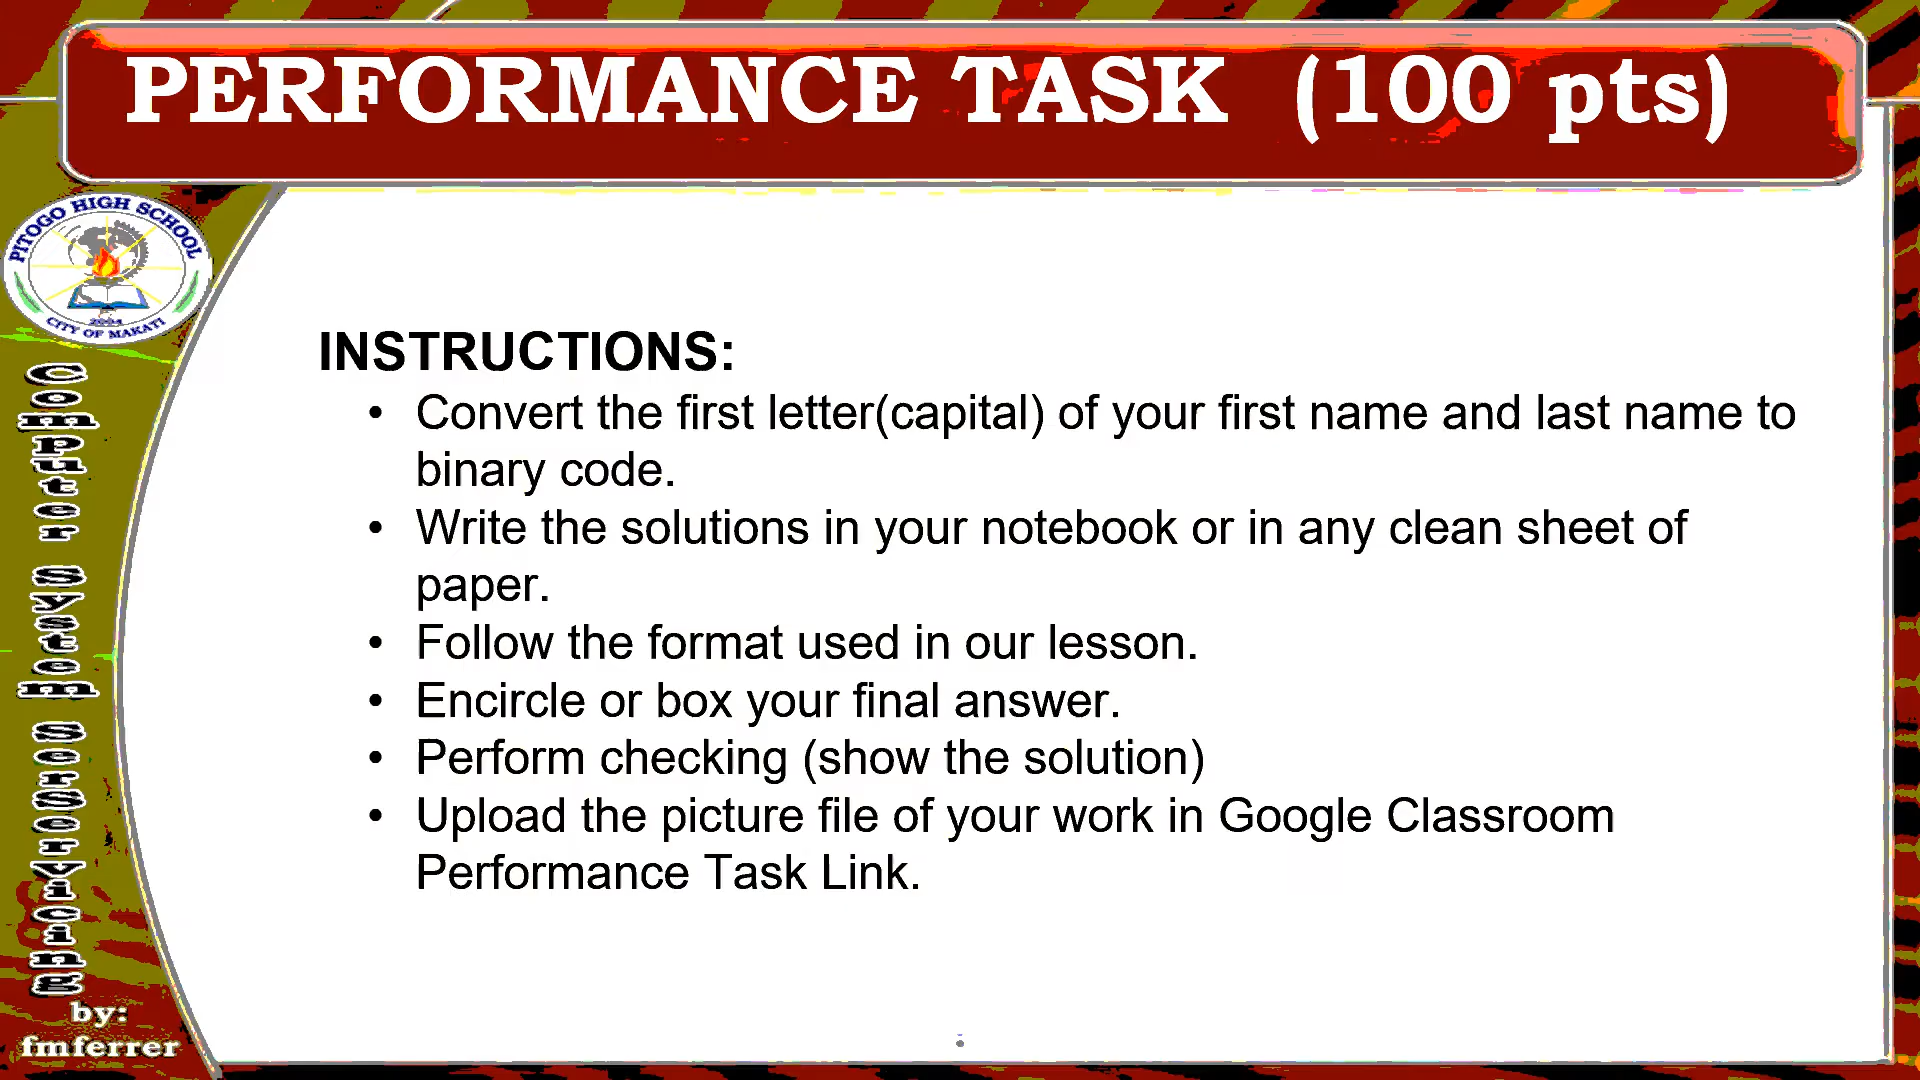 PERFORMANCE TASK (100 pts)
PITOGO HIGH SCHOOL
2004
CITY OF MAKATI
Computer System Servicing
by:
fmferrer
INSTRUCTIONS:
• Convert the first letter(capital) of your first name and last name to
binary code.
• Write the solutions in your notebook or in any clean sheet of
paper.
• Follow the format used in our lesson.
• Encircle or box your final answer.
• Perform checking (show the solution)
• Upload the picture file of your work in Google Classroom
Performance Task Link.